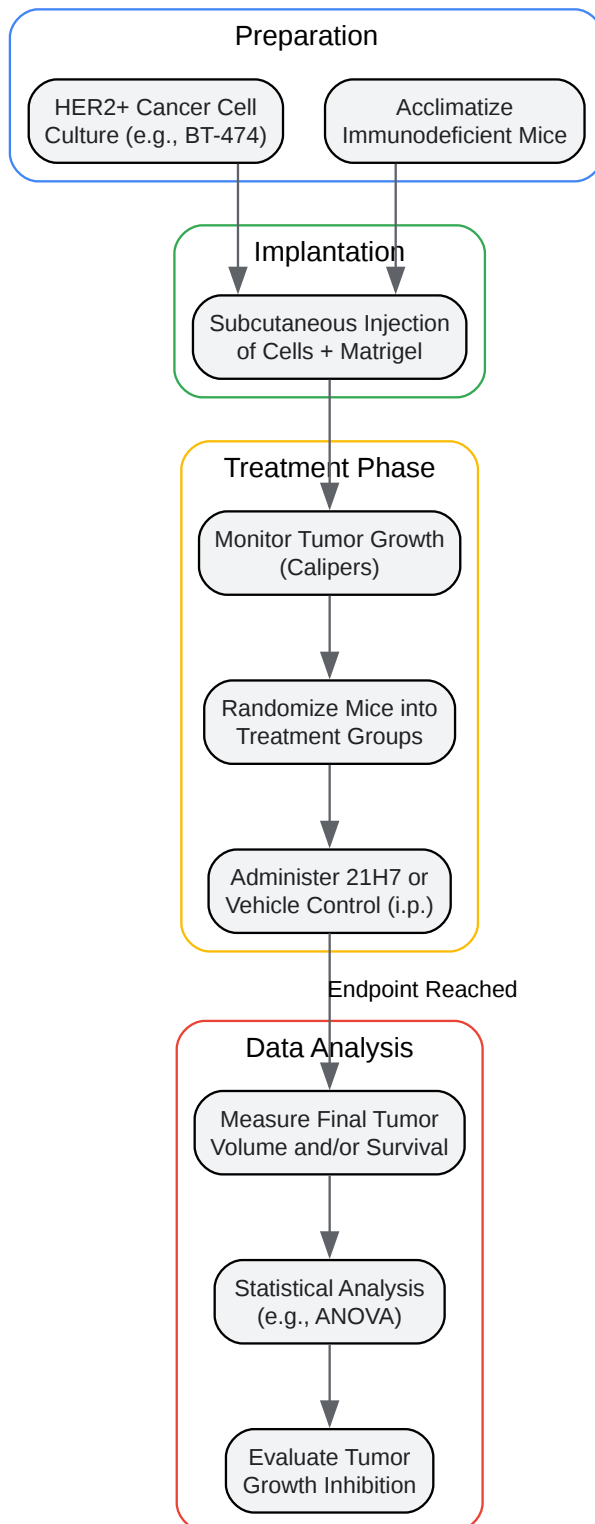 Preparation
HER2+ Cancer Cell
Culture (e.g., BT-474)
Acclimatize
Immunodeficient Mice
Implantation
Subcutaneous Injection
of Cells + Matrigel
Treatment Phase
Monitor Tumor Growth
(Calipers)
Randomize Mice into
Treatment Groups
Administer 21H7 or
Vehicle Control (i.p.)
Endpoint Reached
Data Analysis
Measure Final Tumor
Volume and/or Survival
Statistical Analysis
(e.g., ANOVA)
Evaluate Tumor
Growth Inhibition